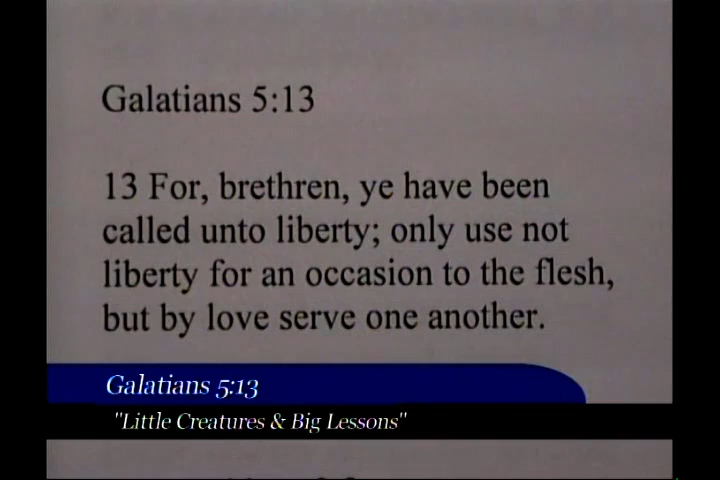 Galatians 5:13
13 For, brethren, ye have been
called unto liberty; only use not
liberty for an occasion to the flesh,
but by love serve one another.
Galatians 5:13
"Little Creatures & Big Lessons"